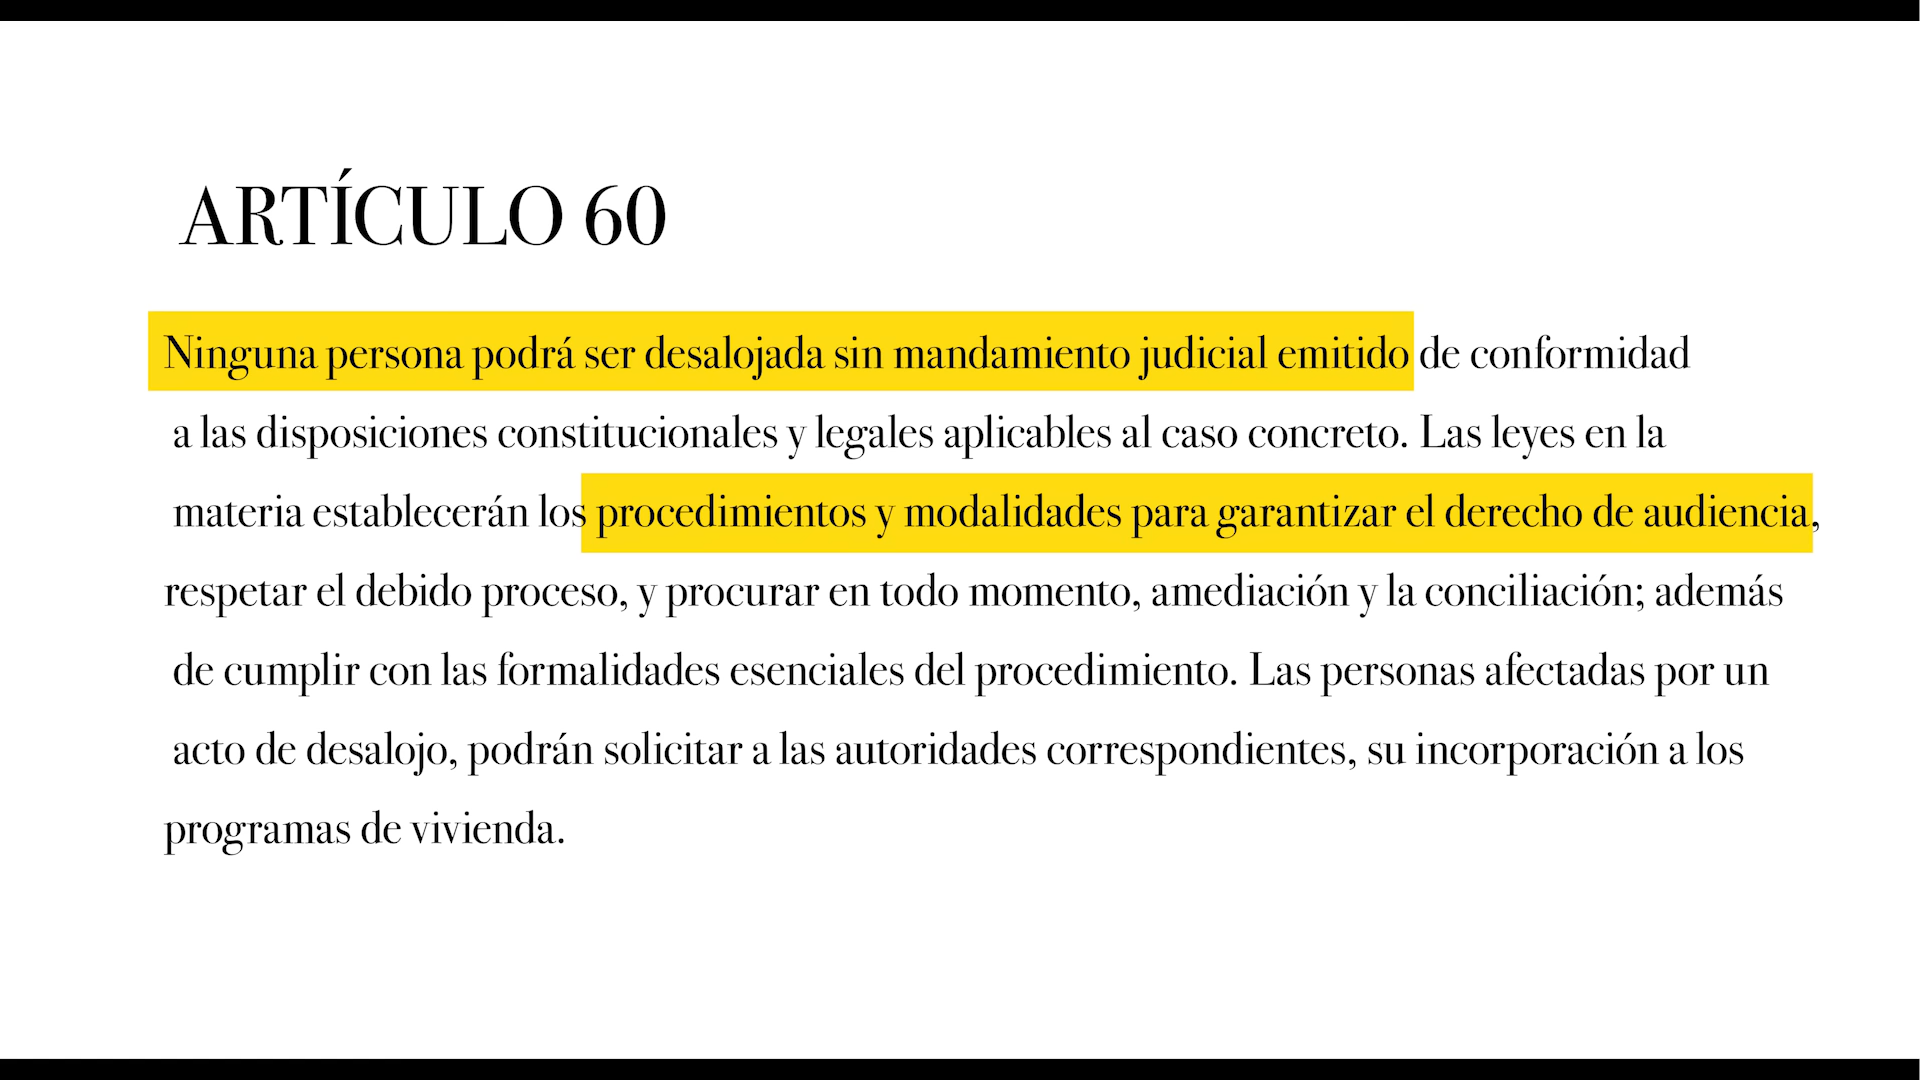 ARTÍCULO 60
Ninguna persona podrá ser desalojada sin mandamiento judicial emitido de conformidad
a las disposiciones constitucionales y legales aplicables al caso concreto. Las leyes en la
materia establecerán los procedimientos y modalidades para garantizar el derecho de audiencia,
respetar el debido proceso, y procurar en todo momento, amediación y la conciliación; además
de cumplir con las formalidades esenciales del procedimiento. Las personas afectadas por un
acto de desalojo, podrán solicitar a las autoridades correspondientes, su incorporación a los
programas de vivienda.